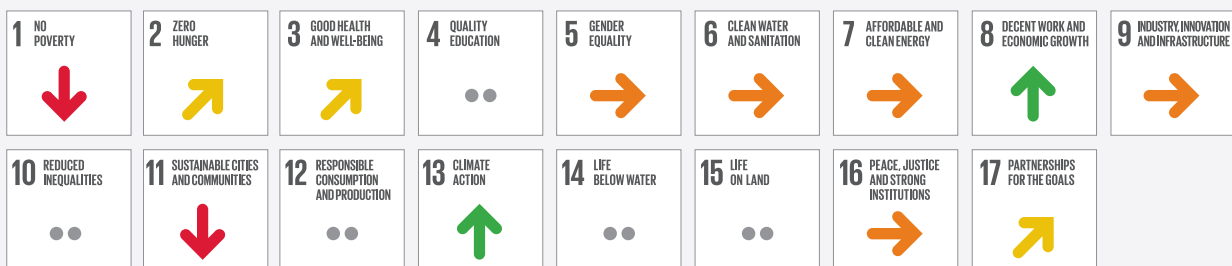 1 NO
POVERTY
2 ZERO
HUNGER
3 GOOD HEALTH
AND WELL-BEING
4 QUALITY
EDUCATION
5 GENDER
EQUALITY
6 CLEAN WATER
AND SANITATION
7 AFFORDABLE AND
CLEAN ENERGY
8 DECENT WORK AND
ECONOMIC GROWTH
9 INDUSTRY, INNOVATION
AND INFRASTRUCTURE
10 REDUCED
INEQUALITIES
11 SUSTAINABLE CITIES
AND COMMUNITIES
12 RESPONSIBLE
CONSUMPTION
AND PRODUCTION
13 CLIMATE
ACTION
14 LIFE
BELOW WATER
15 LIFE
ON LAND
16 PEACE, JUSTICE
AND STRONG
INSTITUTIONS
17 PARTNERSHIPS
FOR THE GOALS